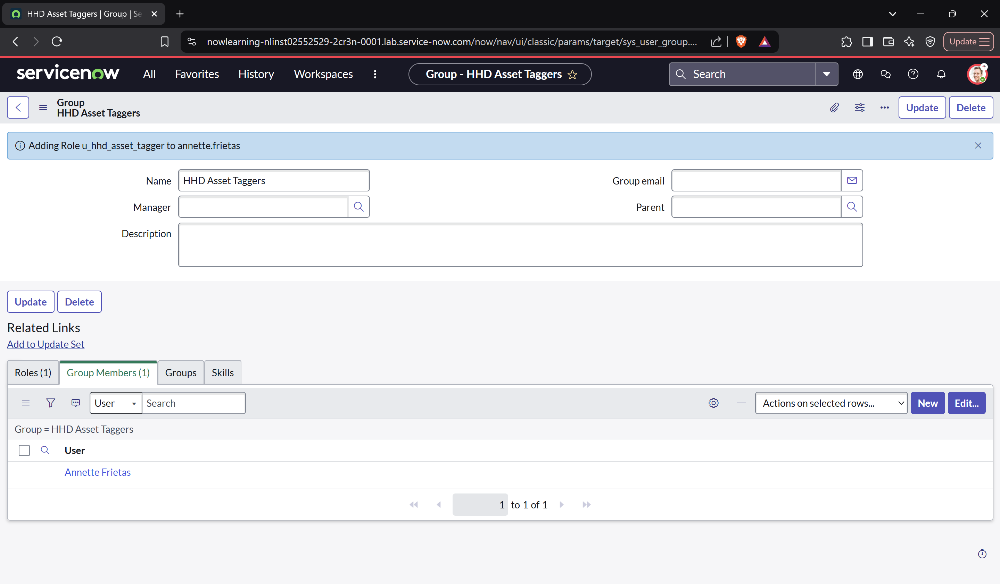 HHD Asset Taggers | Group | Se
nowlearning-nlinst02552529-2cr3n-0001.lab.service-now.com/now/nav/ui/classic/params/target/sys_user_group....
Update
servicenow
All
Favorites
History
Workspaces
Group - HHD Asset Taggers
Search
Group
HHD Asset Taggers
Update
Delete
Adding Role u_hhd_asset_tagger to annette.frietas
Name
HHD Asset Taggers
Group email
Manager
Parent
Description
Update
Delete
Related Links
Add to Update Set
Roles (1)
Group Members (1)
Groups
Skills
User
Search
Actions on selected rows...
New
Edit...
Group = HHD Asset Taggers
User
Annette Frietas
1 to 1 of 1